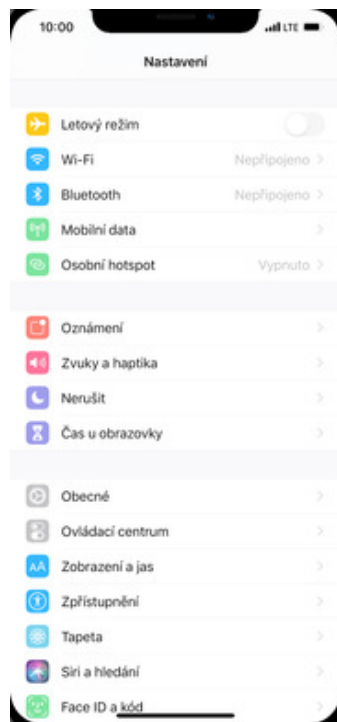 10:00 LTE
Nastavení
Letový režim
Wi-Fi Nepřipojeno
Bluetooth Nepřipojeno
Mobilní data
Osobní hotspot Vypnuto
Oznámení
Zvuky a haptika
Nerušit
Čas u obrazovky
Obecné
Ovládací centrum
AA Zobrazení a jas
Zpřístupnění
Tapeta
Siri a hledání
Face ID a kód